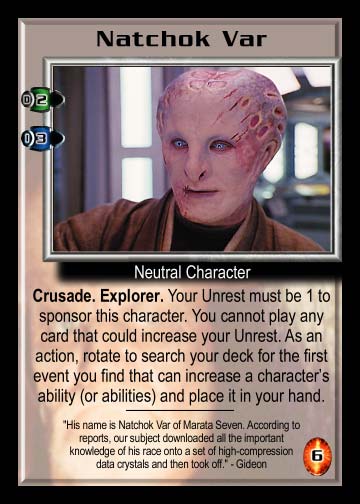 Natchok Var
2
3
Neutral Character
Crusade. Explorer. Your Unrest must be 1 to
sponsor this character. You cannot play any
card that could increase your Unrest. As an
action, rotate to search your deck for the first
event you find that can increase a character's
ability (or abilities) and place it in your hand.
"His name is Natchok Var of Marata Seven. According to
reports, our subject downloaded all the important
knowledge of his race onto a set of high-compression
data crystals and then took off." - Gideon
6